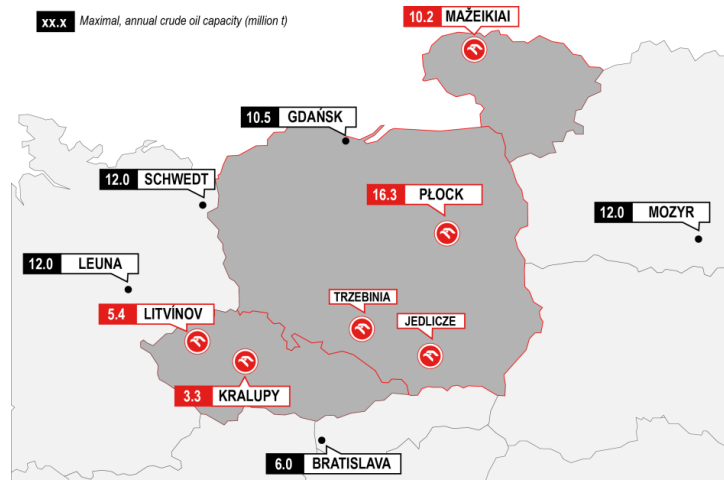 xx.x Maximal, annual crude oil capacity (million t)
10.2 MAŽEIKIAI
10.5 GDAŃSK
12.0 SCHWEDT
16.3 PŁOCK
12.0 MOZYR
12.0 LEUNA
TRZEBINIA
5.4 LITVÍNOV
JEDLICZE
3.3 KRALUPY
6.0 BRATISLAVA